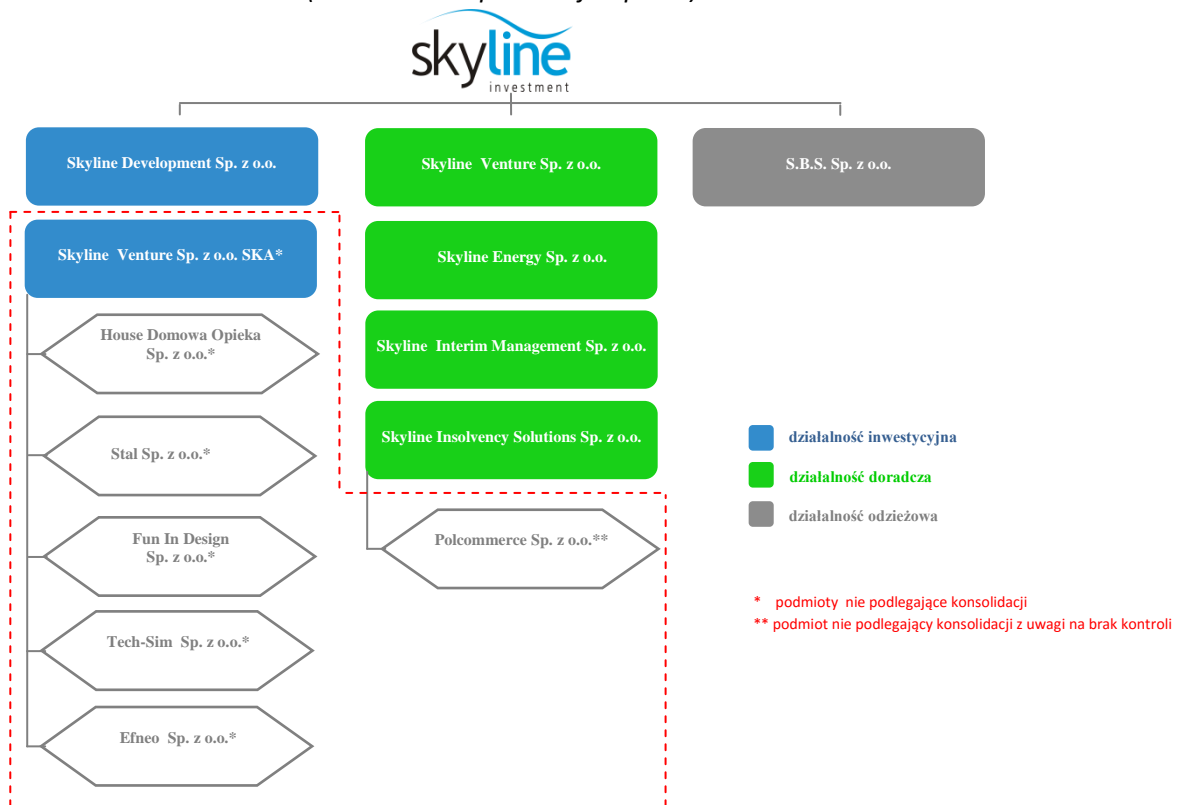 skyline
investment
Skyline Development Sp. z o.o.
Skyline Venture Sp. z o.o.
S.B.S. Sp. z o.o.
Skyline Venture Sp. z o.o. SKA*
Skyline Energy Sp. z o.o.
House Domowa Opieka
Sp. z o.o.*
Skyline Interim Management Sp. z o.o.
Stal Sp. z o.o.*
Skyline Insolvency Solutions Sp. z o.o.
Fun In Design
Sp. z o.o.*
Polcommerce Sp. z o.o.**
Tech-Sim Sp. z o.o.*
Efneo Sp. z o.o.*
działalność inwestycyjna
działalność doradcza
działalność odzieżowa
* podmioty nie podlegające konsolidacji
** podmiot nie podlegający konsolidacji z uwagi na brak kontroli